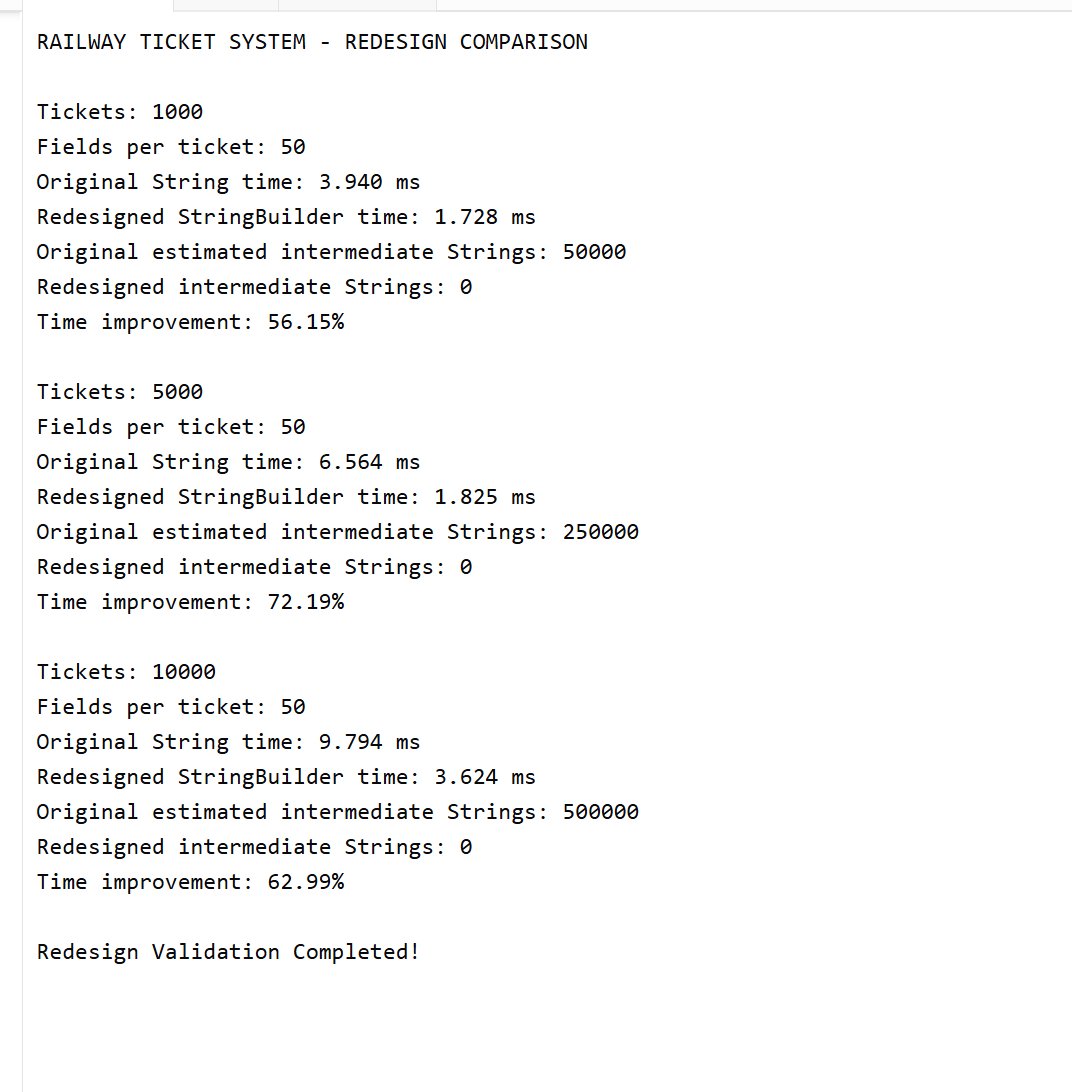 RAILWAY TICKET SYSTEM - REDESIGN COMPARISON
Tickets: 1000
Fields per ticket: 50
Original String time: 3.940 ms
Redesigned StringBuilder time: 1.728 ms
Original estimated intermediate Strings: 50000
Redesigned intermediate Strings: 0
Time improvement: 56.15%
Tickets: 5000
Fields per ticket: 50
Original String time: 6.564 ms
Redesigned StringBuilder time: 1.825 ms
Original estimated intermediate Strings: 250000
Redesigned intermediate Strings: 0
Time improvement: 72.19%
Tickets: 10000
Fields per ticket: 50
Original String time: 9.794 ms
Redesigned StringBuilder time: 3.624 ms
Original estimated intermediate Strings: 500000
Redesigned intermediate Strings: 0
Time improvement: 62.99%
Redesign Validation Completed!